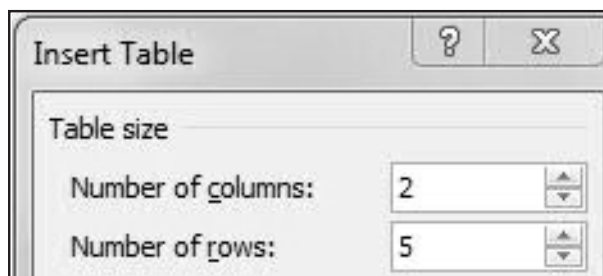 Insert Table
Table size
Number of columns: 2
Number of rows: 5